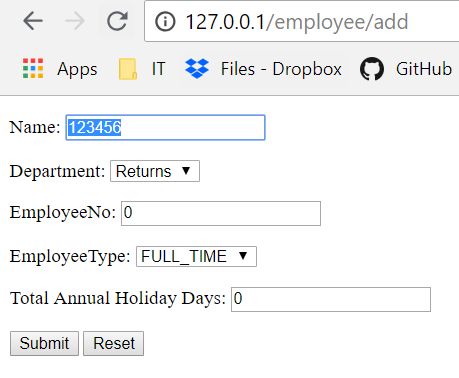 127.0.0.1/employee/add
Apps IT Files - Dropbox GitHub
Name: 123456
Department: Returns
EmployeeNo: 0
EmployeeType: FULL_TIME
Total Annual Holiday Days: 0
Submit Reset